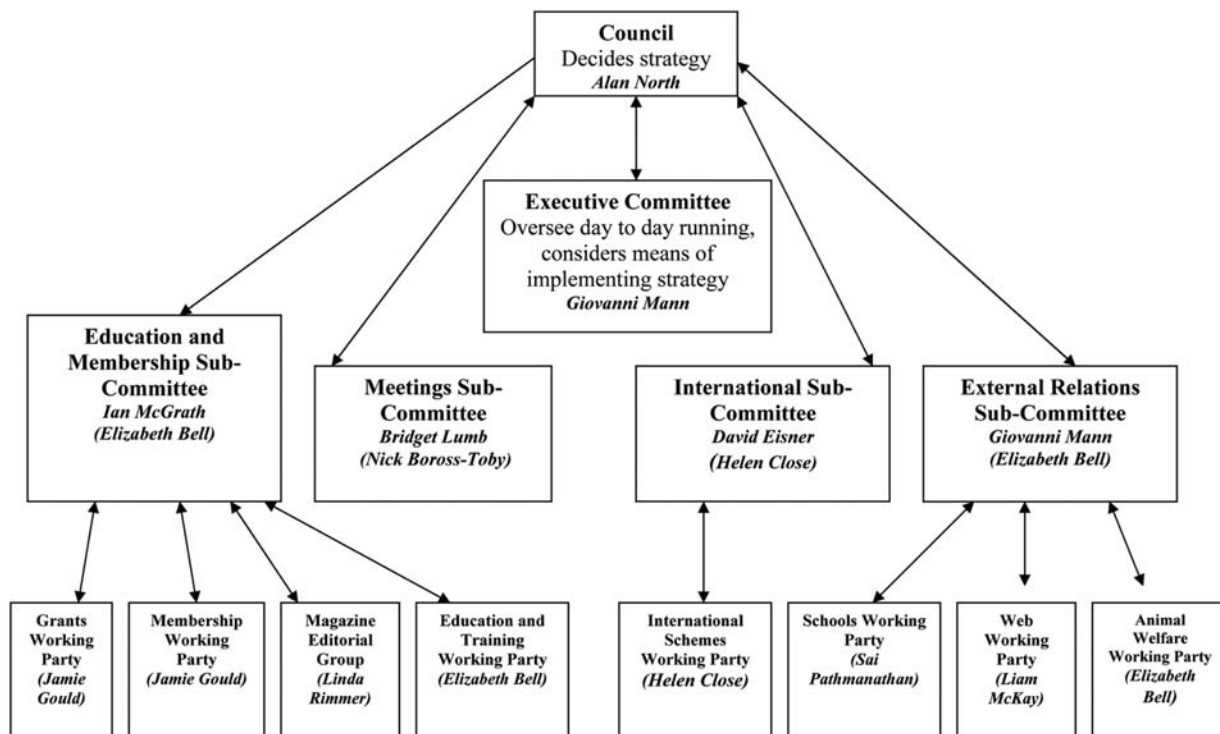 Council
Decides strategy
Alan North
Executive Committee
Oversee day to day running,
considers means of
implementing strategy
Giovanni Mann
Education and
Membership Sub-
Committee
Ian McGrath
(Elizabeth Bell)
Meetings Sub-
Committee
Bridget Lumb
(Nick Boross-Toby)
International Sub-
Committee
David Eisner
(Helen Close)
External Relations
Sub-Committee
Giovanni Mann
(Elizabeth Bell)
Grants
Working
Party
(Jamie
Gould)
Membership
Working
Party
(Jamie Gould)
Magazine
Editorial
Group
(Linda
Rimmer)
Education and
Training
Working Party
(Elizabeth Bell)
International
Schemes
Working Party
(Helen Close)
Schools Working
Party
(Sai
Pathmanathan)
Web
Working
Party
(Liam
McKay)
Animal
Welfare
Working Party
(Elizabeth
Bell)